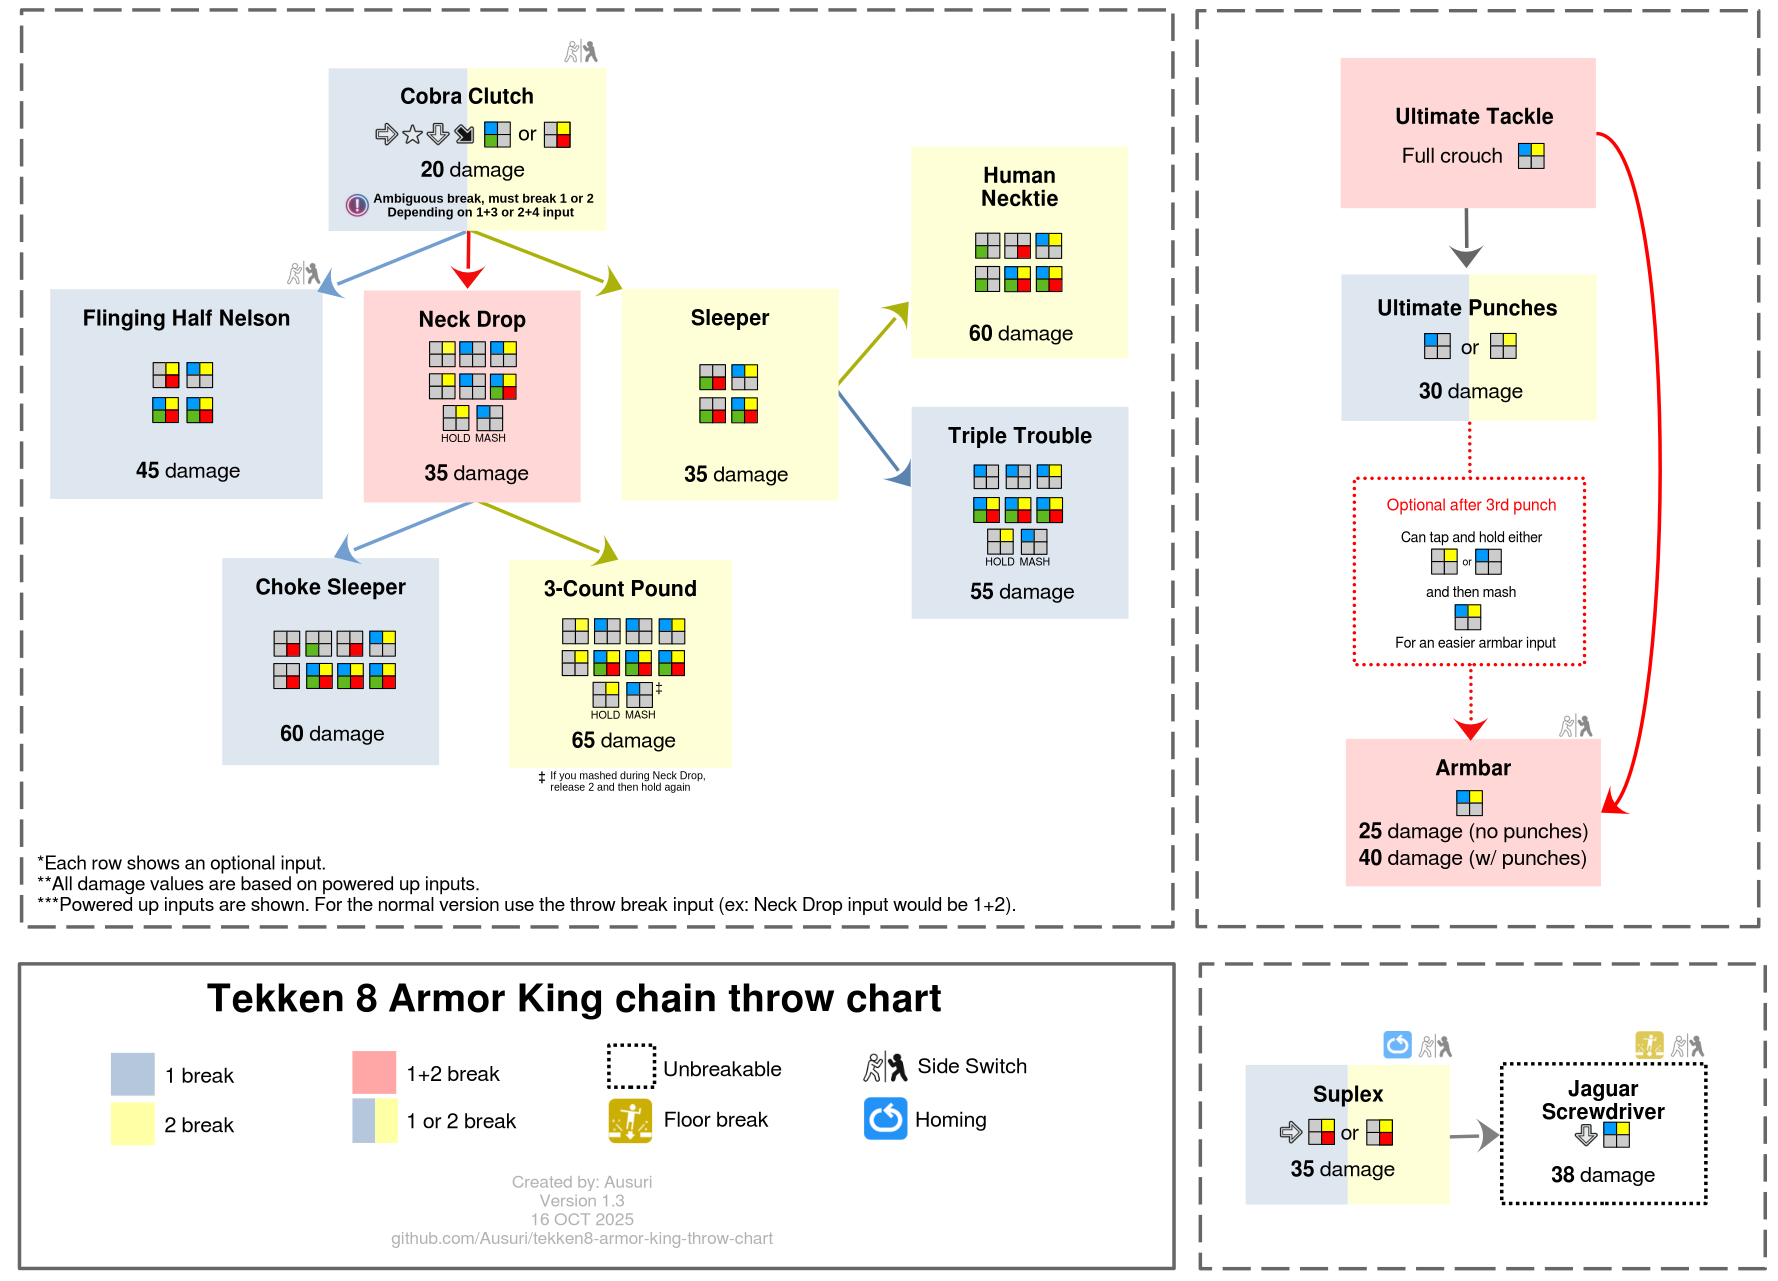 Cobra Clutch
or
20 damage
Ambiguous break, must break 1 or 2
Depending on 1+3 or 2+4 input
Flinging Half Nelson
45 damage
Neck Drop
HOLD MASH
35 damage
Sleeper
35 damage
Human
Necktie
60 damage
Triple Trouble
HOLD MASH
55 damage
Choke Sleeper
60 damage
3-Count Pound
‡
HOLD MASH
65 damage
‡ If you mashed during Neck Drop,
release 2 and then hold again
*Each row shows an optional input.
**All damage values are based on powered up inputs.
***Powered up inputs are shown. For the normal version use the throw break input (ex: Neck Drop input would be 1+2).
Ultimate Tackle
Full crouch
Ultimate Punches
or
30 damage
Optional after 3rd punch
Can tap and hold either
or
and then mash
For an easier armbar input
Armbar
25 damage (no punches)
40 damage (w/ punches)
Tekken 8 Armor King chain throw chart
1 break
1+2 break
Unbreakable
Side Switch
2 break
1 or 2 break
Floor break
Homing
Created by: Ausuri
Version 1.3
16 OCT 2025
github.com/Ausuri/tekken8-armor-king-throw-chart
Suplex
or
35 damage
Jaguar
Screwdriver
38 damage